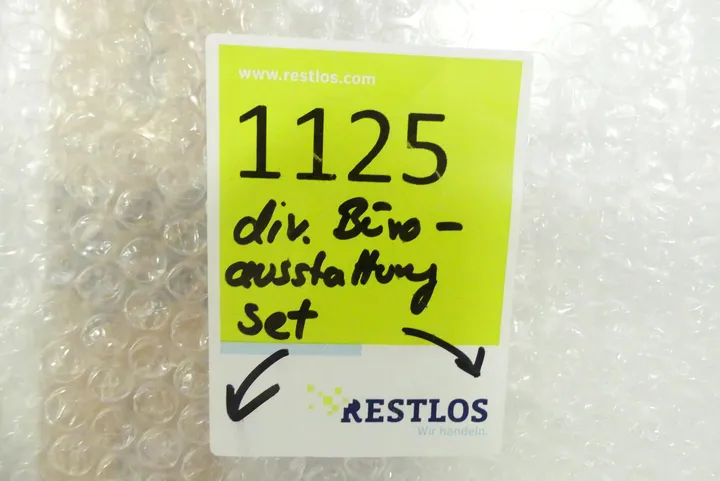 www.restlos.com
1125
div. Büro-
ausstattung
set
RESTLOS
Wir handeln.